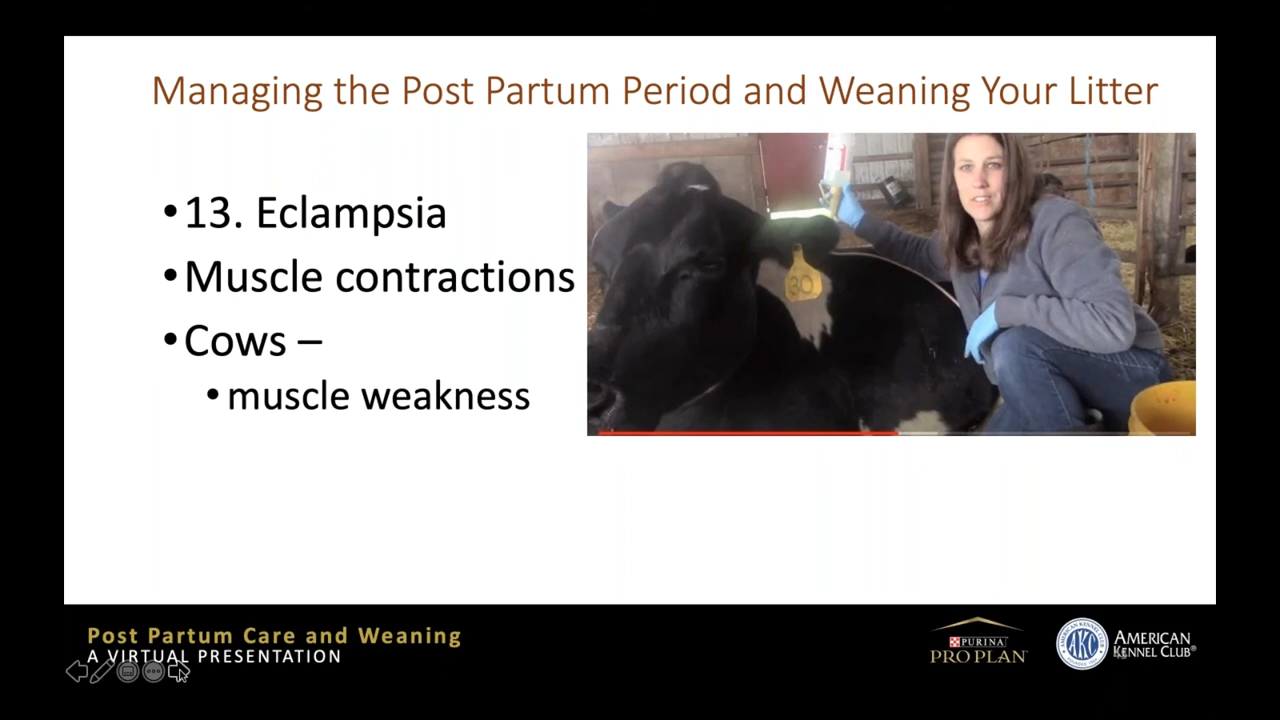 Managing the Post Partum Period and Weaning Your Litter
•13. Eclampsia
•Muscle contractions
•Cows –
•muscle weakness
30
Post Partum Care and Weaning
A VIRTUAL PRESENTATION
PURINA
PRO PLAN
AKC
AMERICAN
KENNEL CLUB®